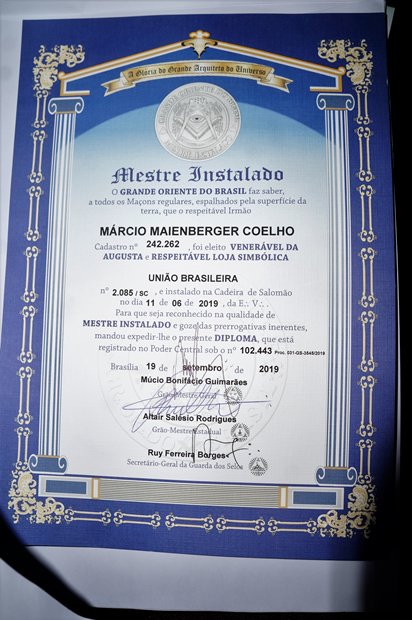 A Glória do Grande Arquiteto do Universo
Mestre Instalado
O GRANDE ORIENTE DO BRASIL faz saber,
a todos os Maçons regulares, espalhados pela superfície da
terra, que o respeitável Irmão
MÁRCIO MAIENBERGER COELHO
Cadastro nº 242.262 , foi eleito VENERÁVEL DA
AUGUSTA e RESPEITÁVEL LOJA SIMBÓLICA
UNIÃO BRASILEIRA
nº 2.085 / SC , e instalado na Cadeira de Salomão
no dia 11 de 06 de 2019 , da E∴ V∴ .
Para que seja reconhecido na qualidade de
MESTRE INSTALADO e goze das prerrogativas inerentes,
mandou expedir-lhe o presente DIPLOMA, que está
registrado no Poder Central sob o nº 102.443 Proc. 001-GS-3545/2019
Brasília 19 de setembro de 2019
Múcio Bonifácio Guimarães
Grão-Mestre Geral
Altair Salésio Rodrigues
Grão-Mestre Estadual
Ruy Ferreira Borges
Secretário-Geral da Guarda dos Selos